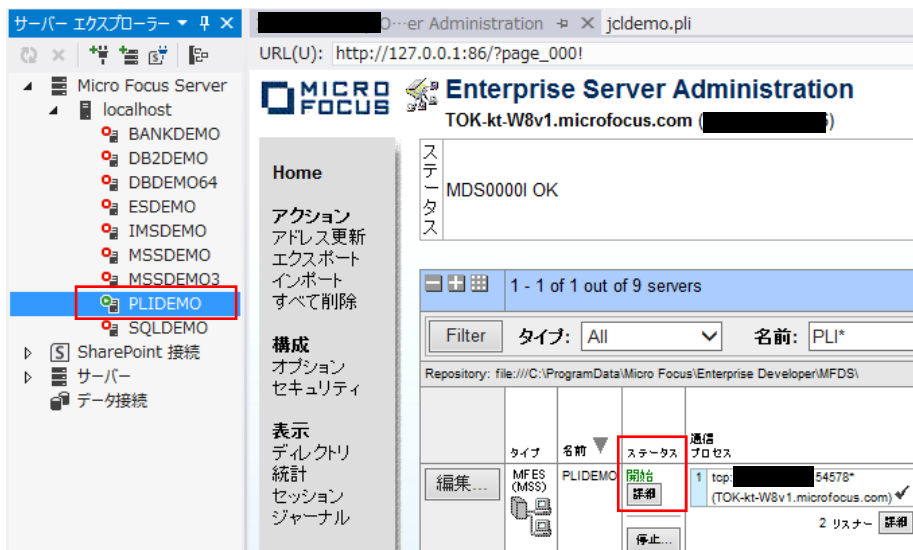 サーバー エクスプローラー
Micro Focus Server
localhost
BANKDEMO
DB2DEMO
DBDEMO64
ESDEMO
IMSDEMO
MSSDEMO
MSSDEMO3
PLIDEMO
SQLDEMO
SharePoint 接続
サーバー
データ接続
O…er Administration
jcldemo.pli
URL(U): http://127.0.0.1:86/?page_000!
MICRO FOCUS
Enterprise Server Administration
TOK-kt-W8v1.microfocus.com (
Home
アクション
アドレス更新
エクスポート
インポート
すべて削除
構成
オプション
セキュリティ
表示
ディレクトリ
統計
セッション
ジャーナル
ステータス
MDS0000I OK
1 - 1 of 1 out of 9 servers
Filter タイプ: All 名前: PLI*
Repository: file:///C:\ProgramData\Micro Focus\Enterprise Developer\MFDS\
タイプ 名前 ステータス 通信プロセス
編集...
MFES
(MSS)
PLIDEMO
開始
詳細
停止...
1 tcp: 54578*
(TOK-kt-W8v1.microfocus.com)
2 リスナー 詳細